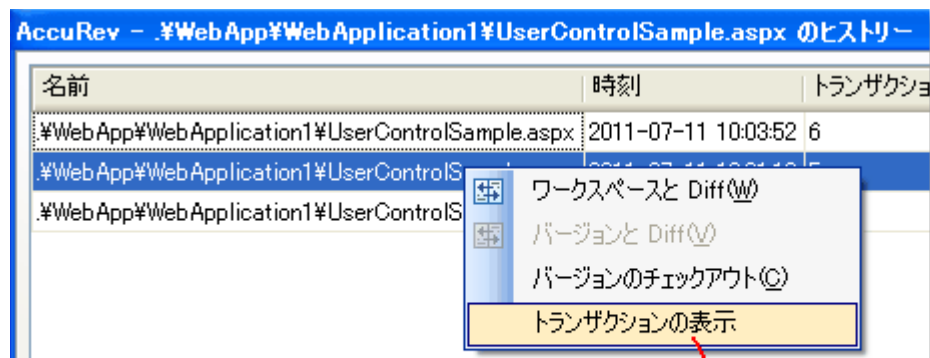 AccuRev - .¥WebApp¥WebApplication1¥UserControlSample.aspx のヒストリー
名前 時刻 トランザクショ
.¥WebApp¥WebApplication1¥UserControlSample.aspx 2011-07-11 10:03:52 6
.¥WebApp¥WebApplication1¥UserControlS
.¥WebApp¥WebApplication1¥UserControlS
ワークスペースと Diff(W)
バージョンと Diff(V)
バージョンのチェックアウト(C)
トランザクションの表示